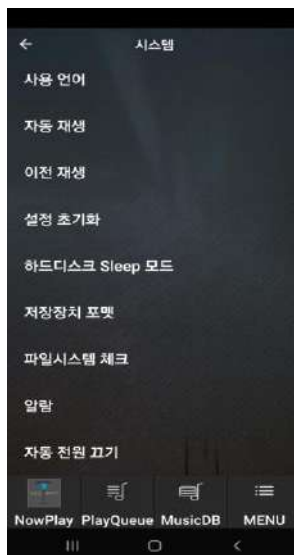 시스템
사용 언어
자동 재생
이전 재생
설정 초기화
하드디스크 Sleep 모드
저장장치 포멧
파일시스템 체크
알람
자동 전원 끄기
NowPlay PlayQueue MusicDB MENU